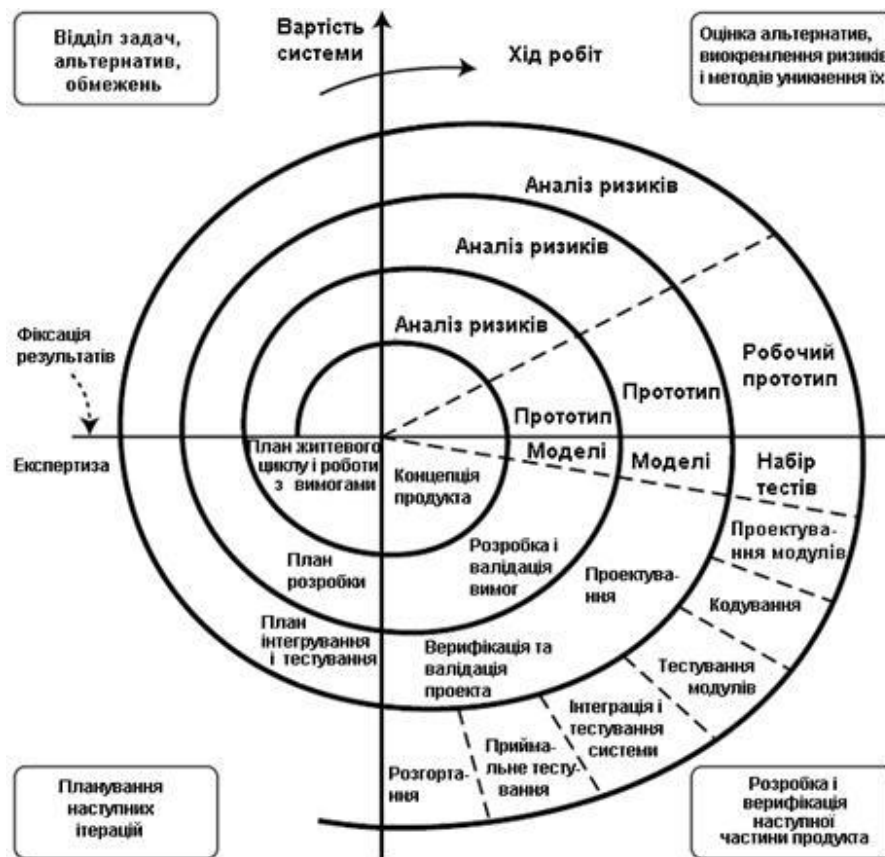 Відділ задач,
альтернатив,
обмежень
Вартість
системи
Хід робіт
Оцінка альтернатив,
виокремлення ризиків
і методів уникнення їх
Аналіз ризиків
Аналіз ризиків
Аналіз ризиків
Фіксація
результатів
Робочий
прототип
Прототип
Прототип
Експертиза
План життєвого
циклу і роботи
з вимогами
Концепція
продукта
Моделі
Моделі
Набір
тестів
Проектува-
ння модулів
План
розробки
Розробка і
валідація
вимог
Проектува-
ння
Кодування
План
інтегрування
і тестування
Верифікація та
валідація
проекта
Тестування
модулів
Інтеграція і
тестування
системи
Приймa-
льне тесту-
вання
Розгорта-
ння
Планування
наступних
ітерацій
Розробка і
верифікація
наступної
частини продукта